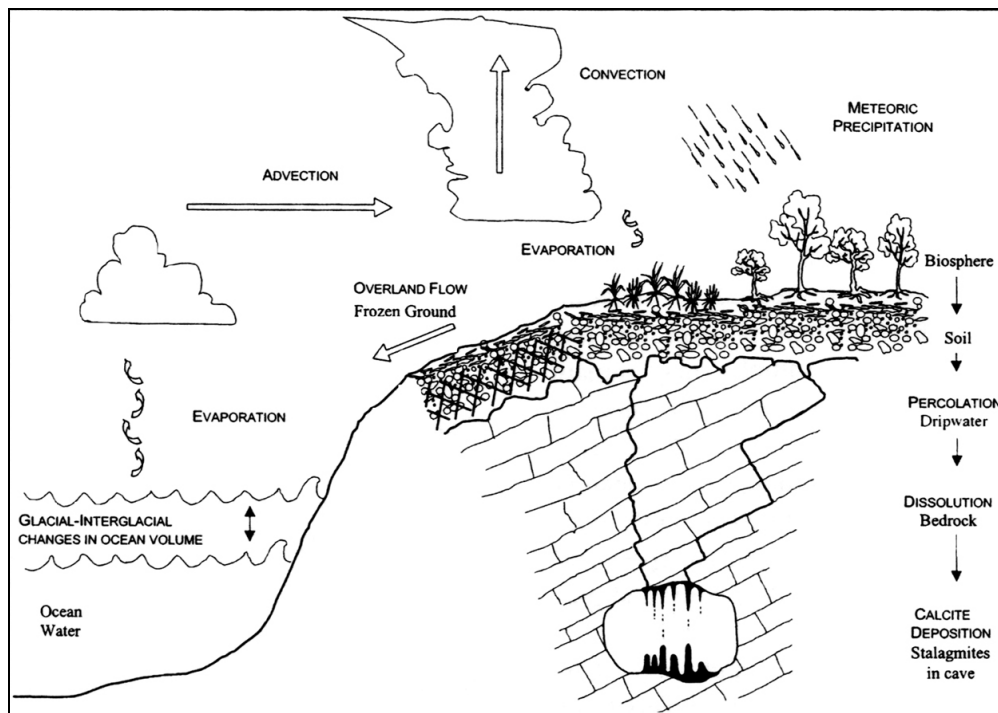 CONVECTION
METEORIC
PRECIPITATION
ADVECTION
EVAPORATION
OVERLAND FLOW
Frozen Ground
Biosphere
Soil
EVAPORATION
PERCOLATION
Dripwater
GLACIAL-INTERGLACIAL
CHANGES IN OCEAN VOLUME
DISSOLUTION
Bedrock
Ocean
Water
CALCITE
DEPOSITION
Stalagmites
in cave